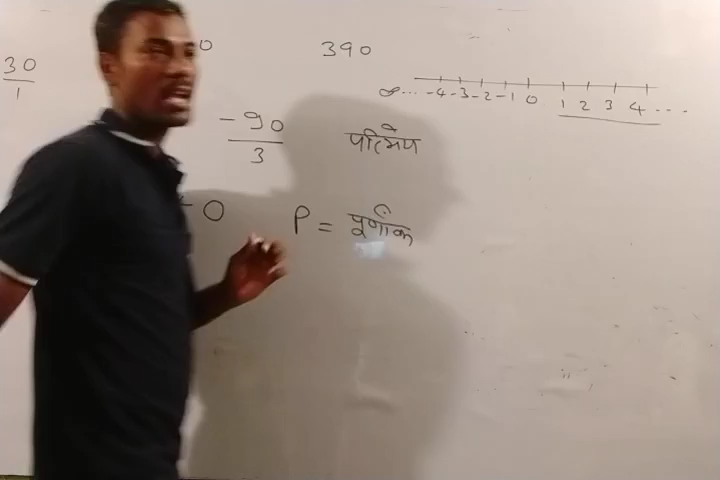 30
1
0
390
∞....-4-3-2-1 0 1 2 3 4 ...
-90
3
परिमेय
≠ 0
P = पूर्णांक